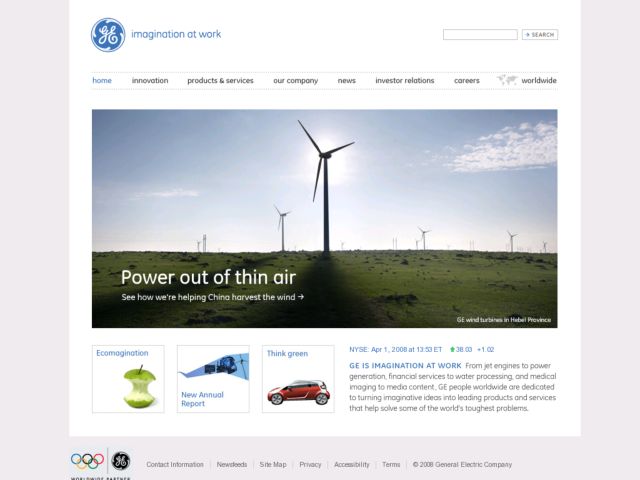 GE imagination at work
SEARCH
home innovation products & services our company news investor relations careers worldwide
Power out of thin air
See how we're helping China harvest the wind →
GE wind turbines in Hebei Province
Ecomagination
New Annual
Report
Think green
NYSE: Apr 1, 2008 at 13:53 ET 38.03 +1.02
GE IS IMAGINATION AT WORK From jet engines to power
generation, financial services to water processing, and medical
imaging to media content, GE people worldwide are dedicated
to turning imaginative ideas into leading products and services
that help solve some of the world's toughest problems.
WORLDWIDE PARTNER
Contact Information | Newsfeeds | Site Map | Privacy | Accessibility | Terms | © 2008 General Electric Company